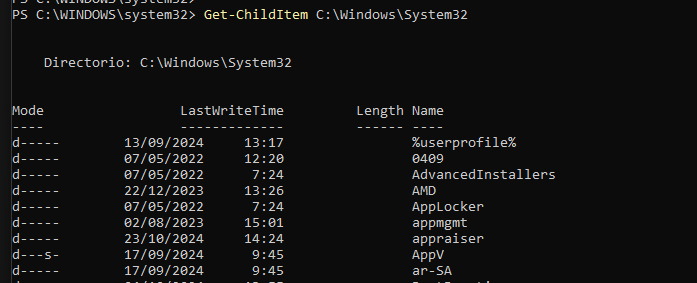 PS C:\WINDOWS\system32>
PS C:\WINDOWS\system32> Get-ChildItem C:\Windows\System32
Directorio: C:\Windows\System32
Mode LastWriteTime Length Name
---- ------------- ------ ----
d----- 13/09/2024 13:17 %userprofile%
d----- 07/05/2022 12:20 0409
d----- 07/05/2022 7:24 AdvancedInstallers
d----- 22/12/2023 13:26 AMD
d----- 07/05/2022 7:24 AppLocker
d----- 02/08/2023 15:01 appmgmt
d----- 23/10/2024 14:24 appraiser
d---s- 17/09/2024 9:45 AppV
d----- 17/09/2024 9:45 ar-SA